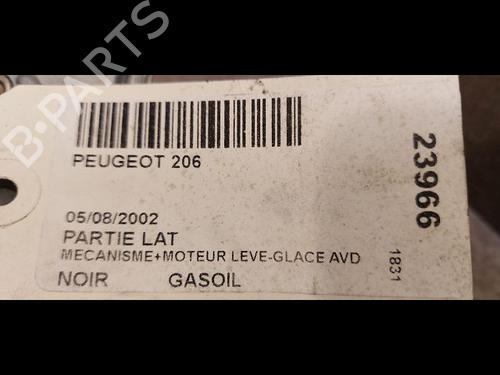 B-PARTS
PEUGEOT 206
05/08/2002
PARTIE LAT
MECANISME+MOTEUR LEVE-GLACE AVD
NOIR GASOIL
23966
1831